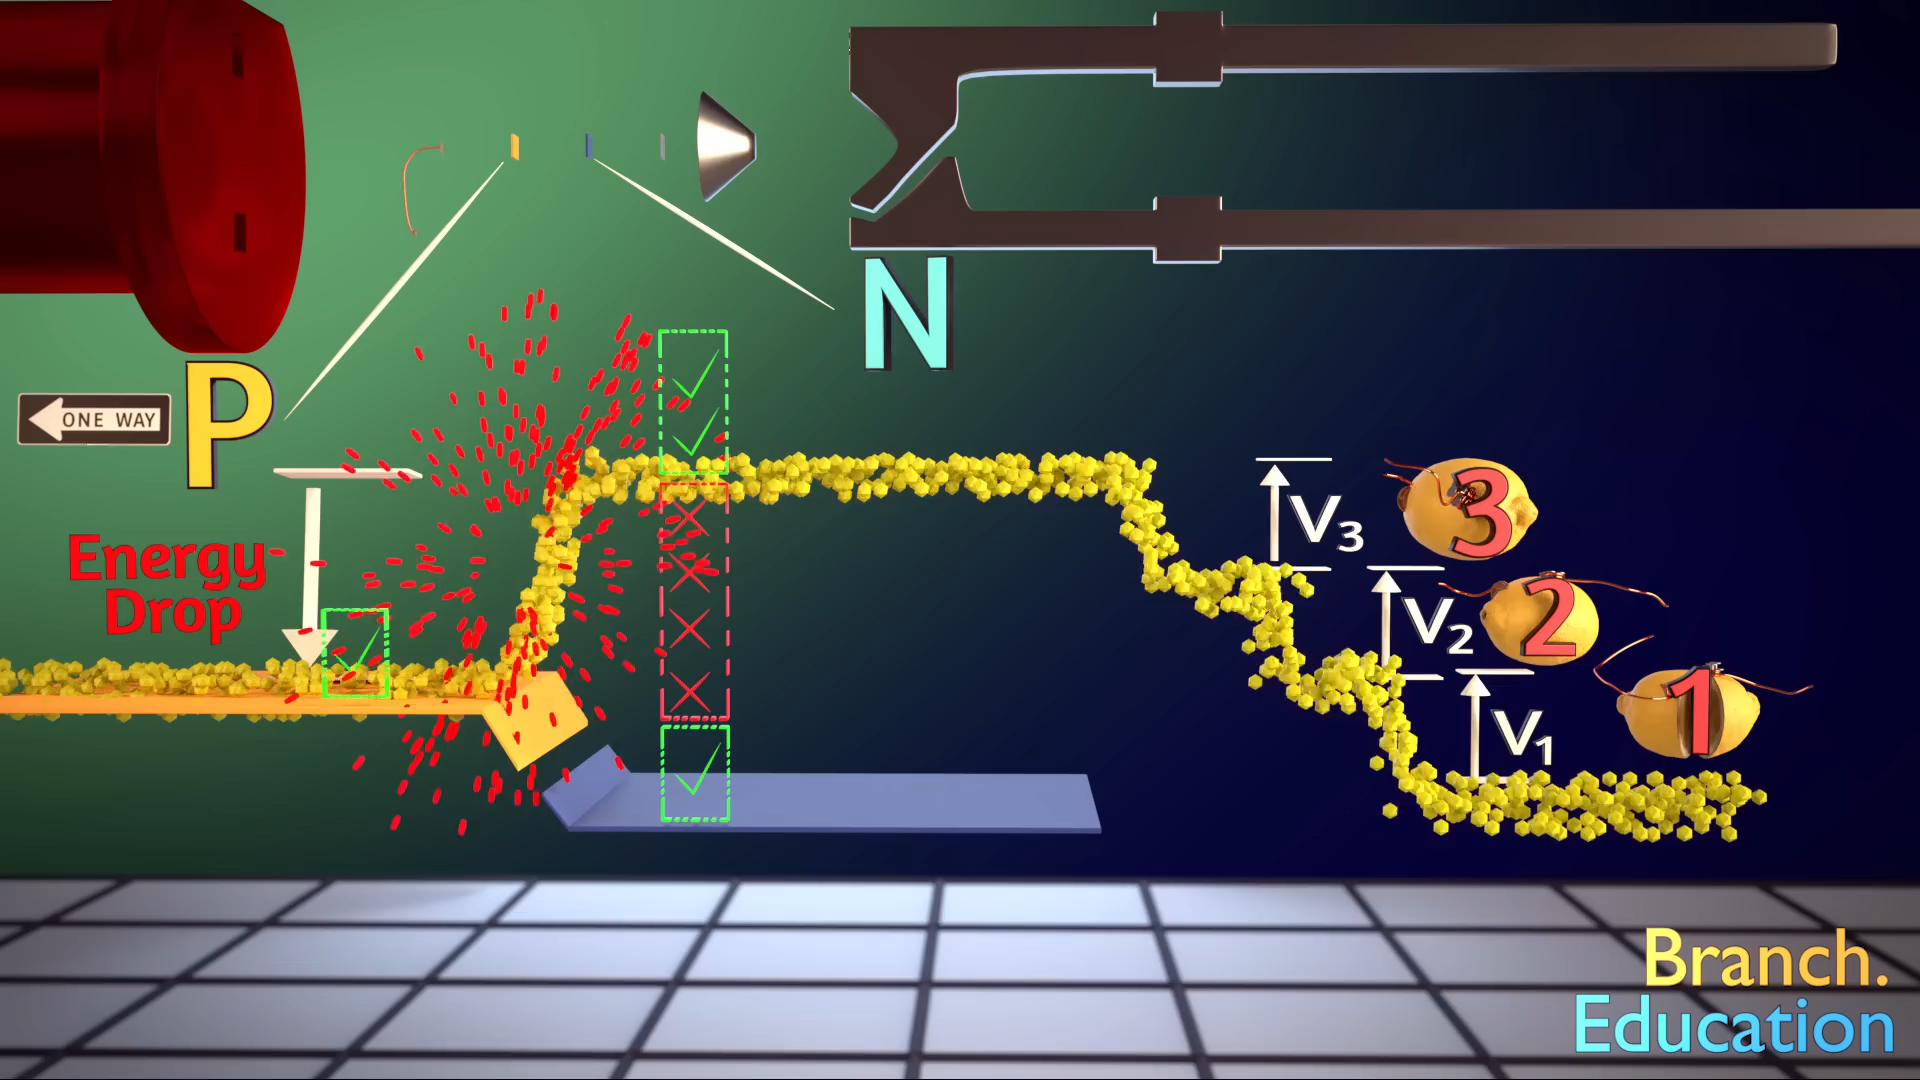 N
P
ONE WAY
Energy
Drop
V3
3
V2
2
V1
1
Branch.
Education